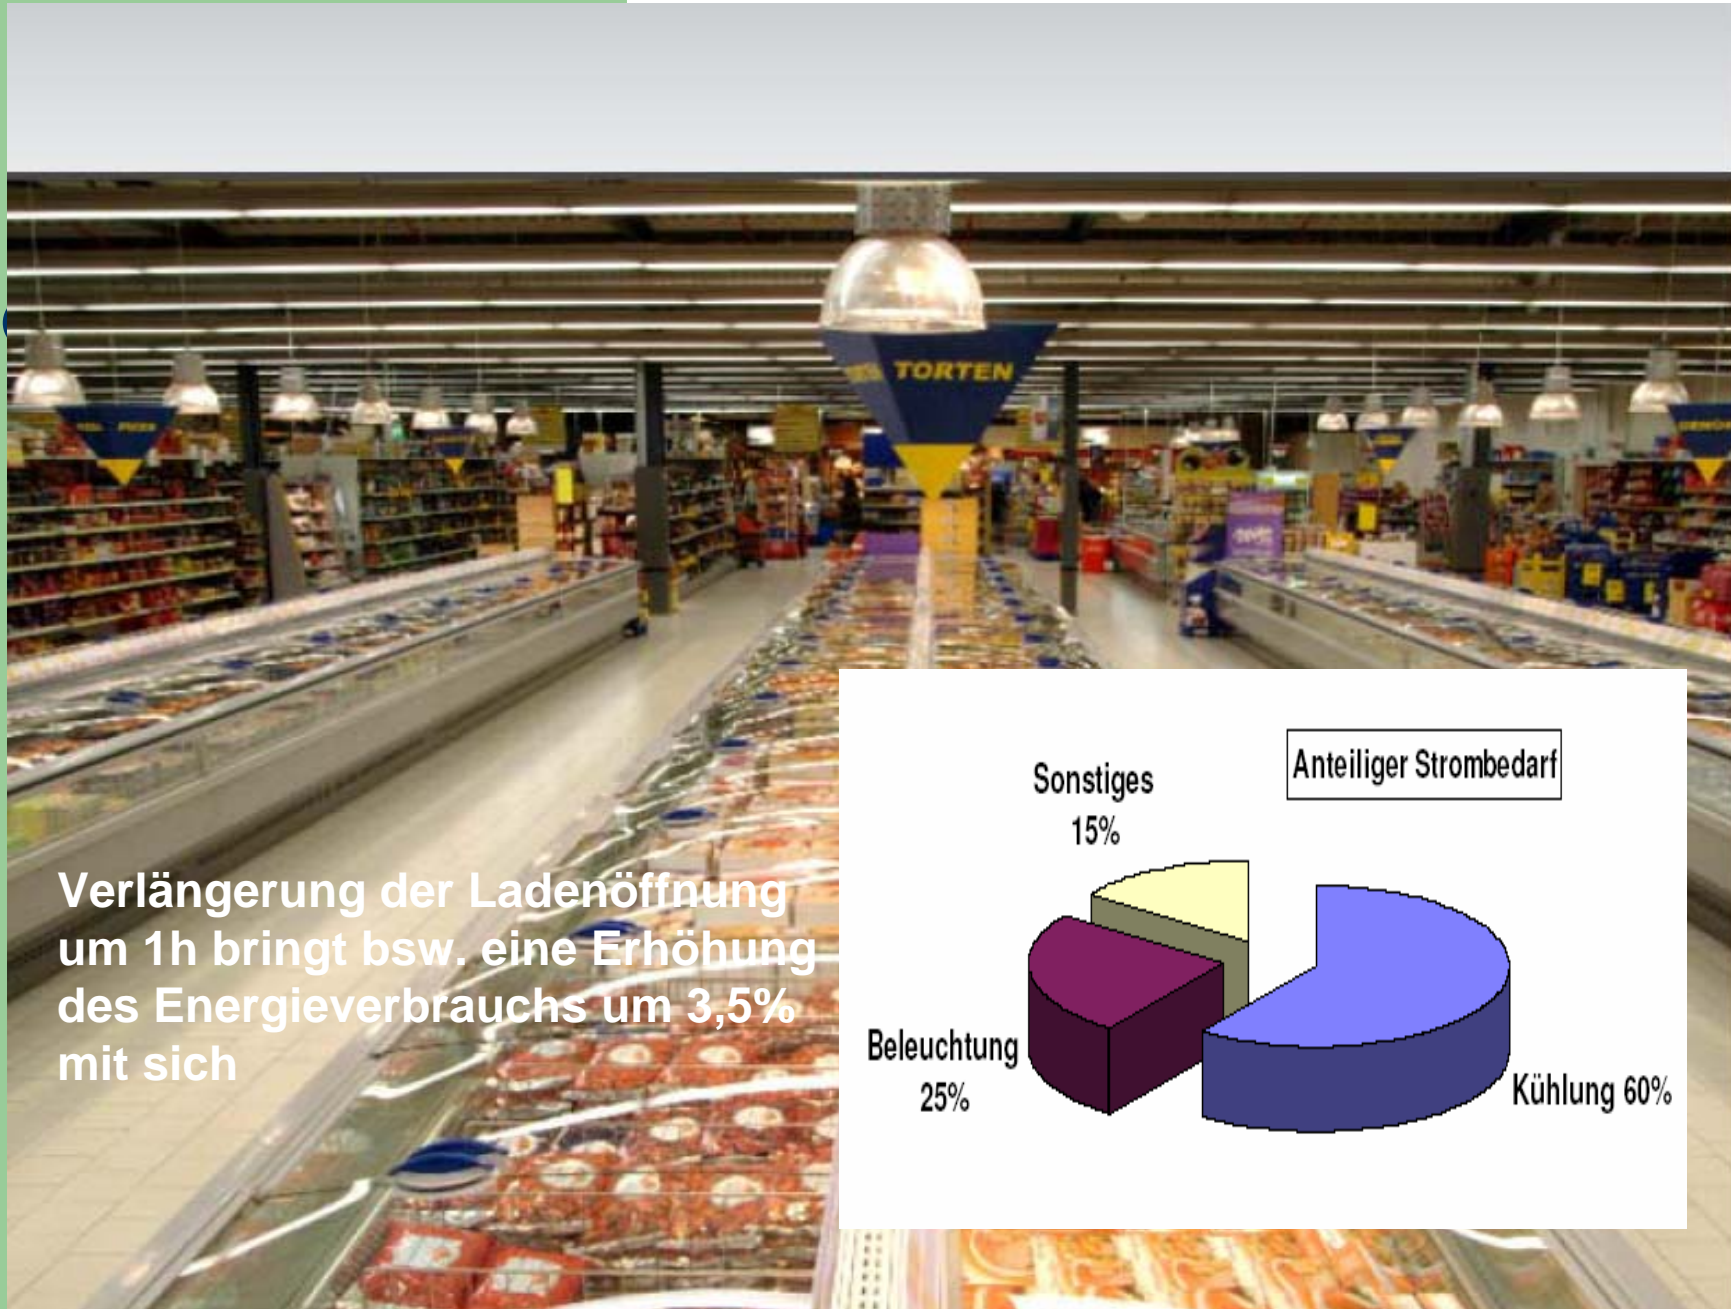 TORTEN
Verlängerung der Ladenöffnung
um 1h bringt bsw. eine Erhöhung
des Energieverbrauchs um 3,5%
mit sich
Anteiliger Strombedarf
Sonstiges
15%
Beleuchtung
25%
Kühlung 60%